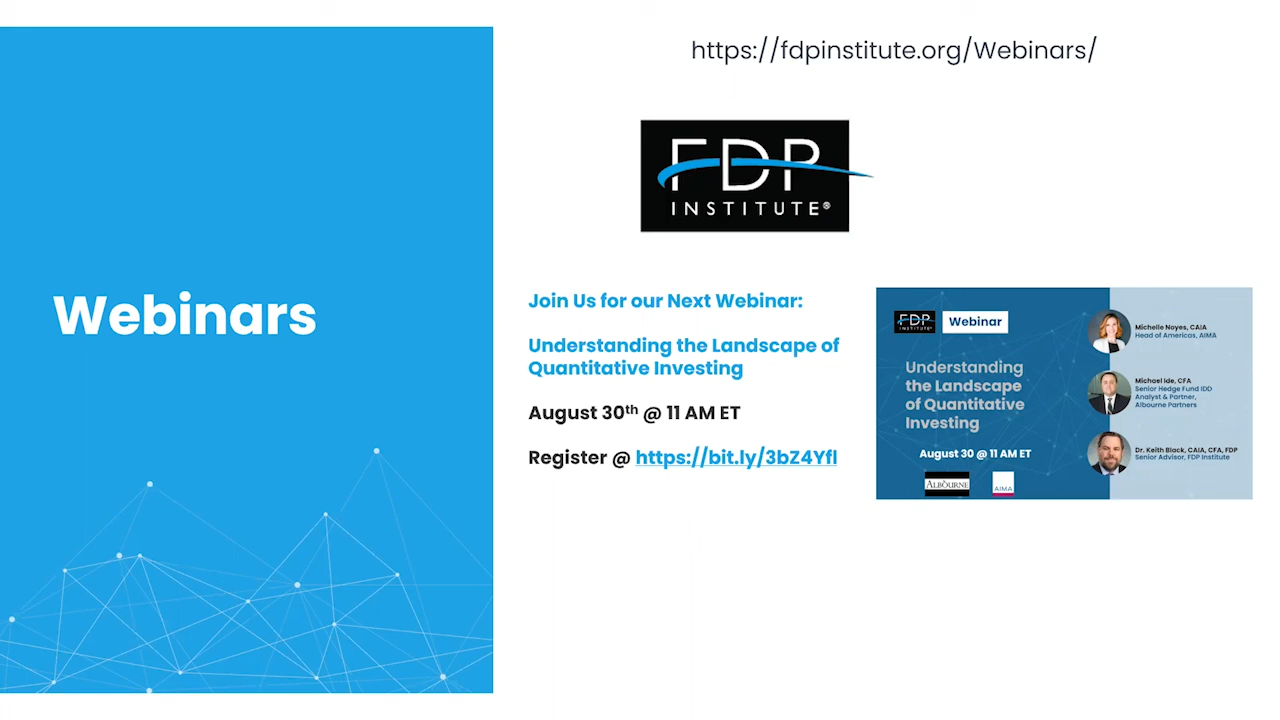 https://fdpinstitute.org/Webinars/
FDP
INSTITUTE®
Webinars
Join Us for our Next Webinar:
Understanding the Landscape of
Quantitative Investing
August 30th @ 11 AM ET
Register @ https://bit.ly/3bZ4YfI
FDP
INSTITUTE®
Webinar
Understanding
the Landscape
of Quantitative
Investing
August 30 @ 11 AM ET
ALBOURNE
AIMA
Michelle Noyes, CAIA
Head of Americas, AIMA
Michael Ide, CFA
Senior Hedge Fund IDD
Analyst & Partner,
Albourne Partners
Dr. Keith Black, CAIA, CFA, FDP
Senior Advisor, FDP Institute